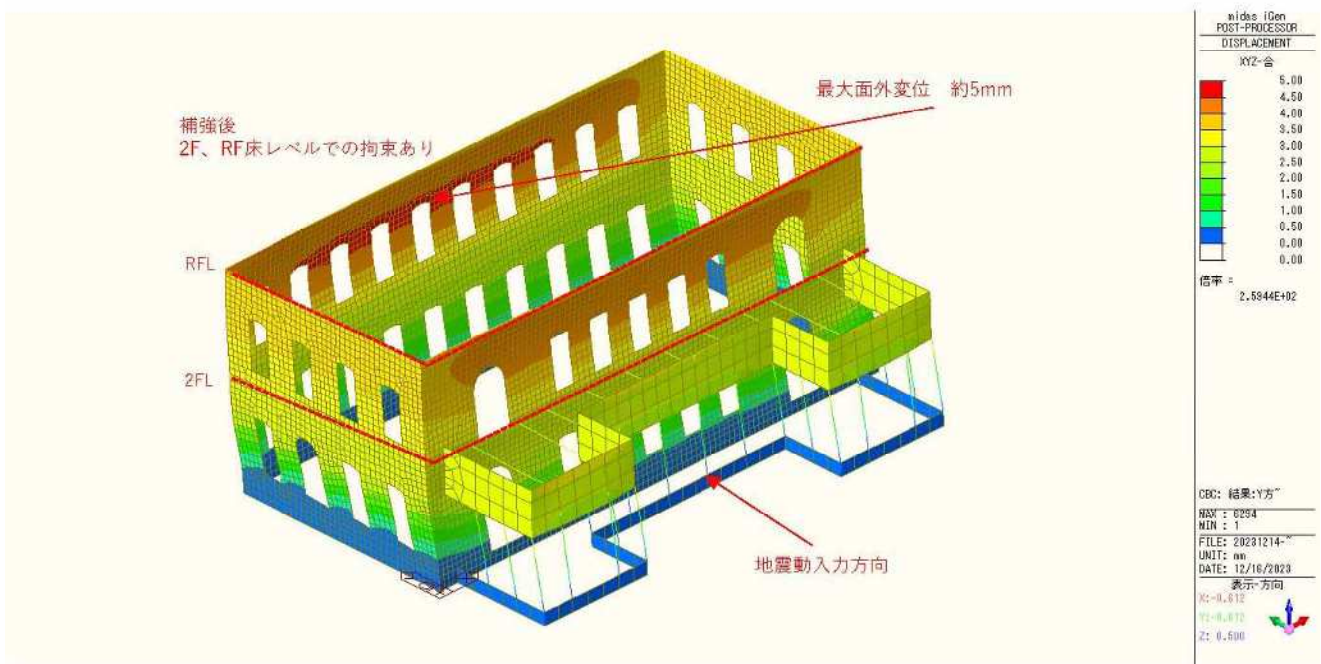 補強後
2F、RF床レベルでの拘束あり
最大面外変位 約5mm
RFL
2FL
地震動入力方向
midas iGen
POST-PROCESSOR
DISPLACEMENT
XYZ-合
5.00
4.50
4.00
3.50
3.00
2.50
2.00
1.50
1.00
0.50
0.00
0.00
倍率 =
2.5944E+02
CBC: 結果:Y方~
MAX : 6294
MIN : 1
FILE: 20231214-~
UNIT: mm
DATE: 12/16/2023
表示-方向
X:-0.612
Y:-0.612
Z: 0.500